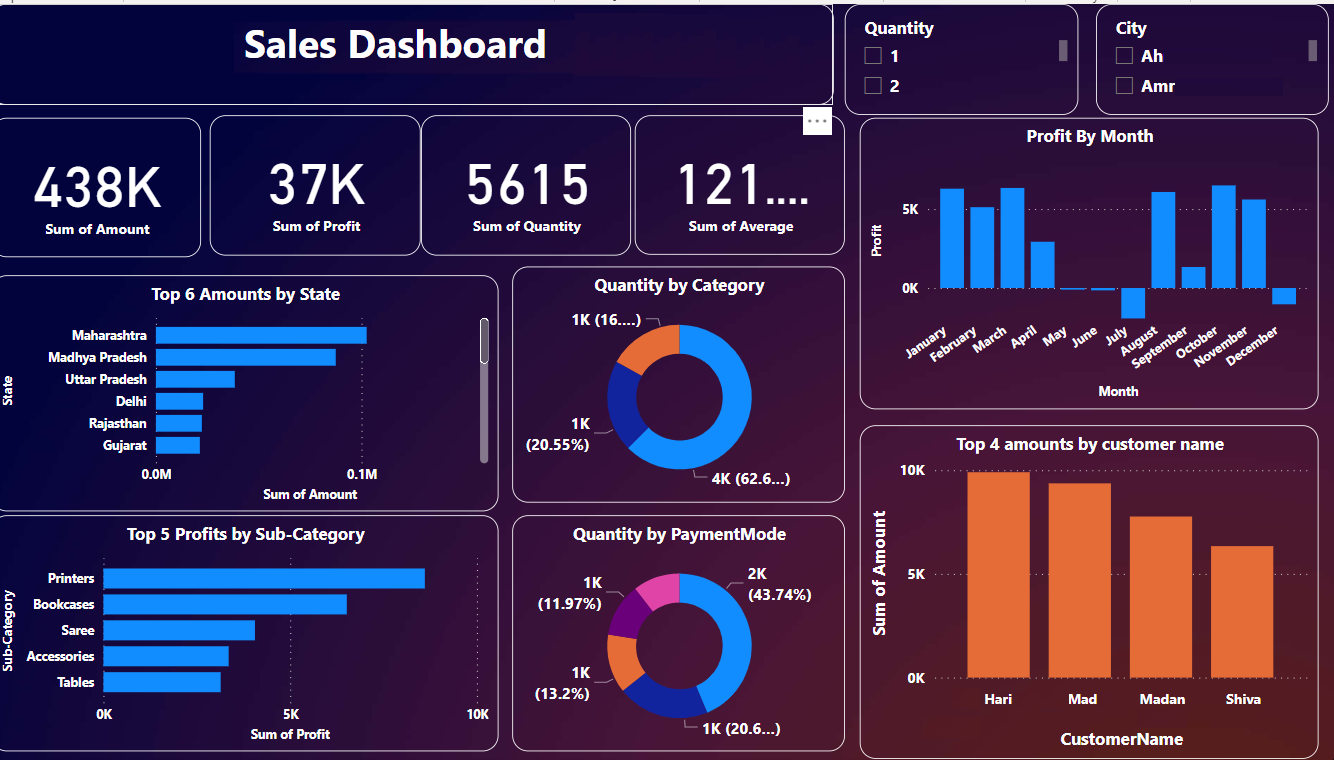 Sales Dashboard
Quantity
1
2
City
Ah
Amr
438K
Sum of Amount
37K
Sum of Profit
5615
Sum of Quantity
121....
Sum of Average
Profit By Month
Profit
5K
0K
January
February
March
April
May
June
July
August
September
October
November
December
Month
Top 6 Amounts by State
State
Maharashtra
Madhya Pradesh
Uttar Pradesh
Delhi
Rajasthan
Gujarat
0.0M
0.1M
Sum of Amount
Quantity by Category
1K (16....)
1K
(20.55%)
4K (62.6...)
Top 4 amounts by customer name
Sum of Amount
10K
5K
0K
Hari
Mad
Madan
Shiva
CustomerName
Top 5 Profits by Sub-Category
Sub-Category
Printers
Bookcases
Saree
Accessories
Tables
0K
5K
10K
Sum of Profit
Quantity by PaymentMode
2K
(43.74%)
1K
(11.97%)
1K
(13.2%)
1K (20.6...)